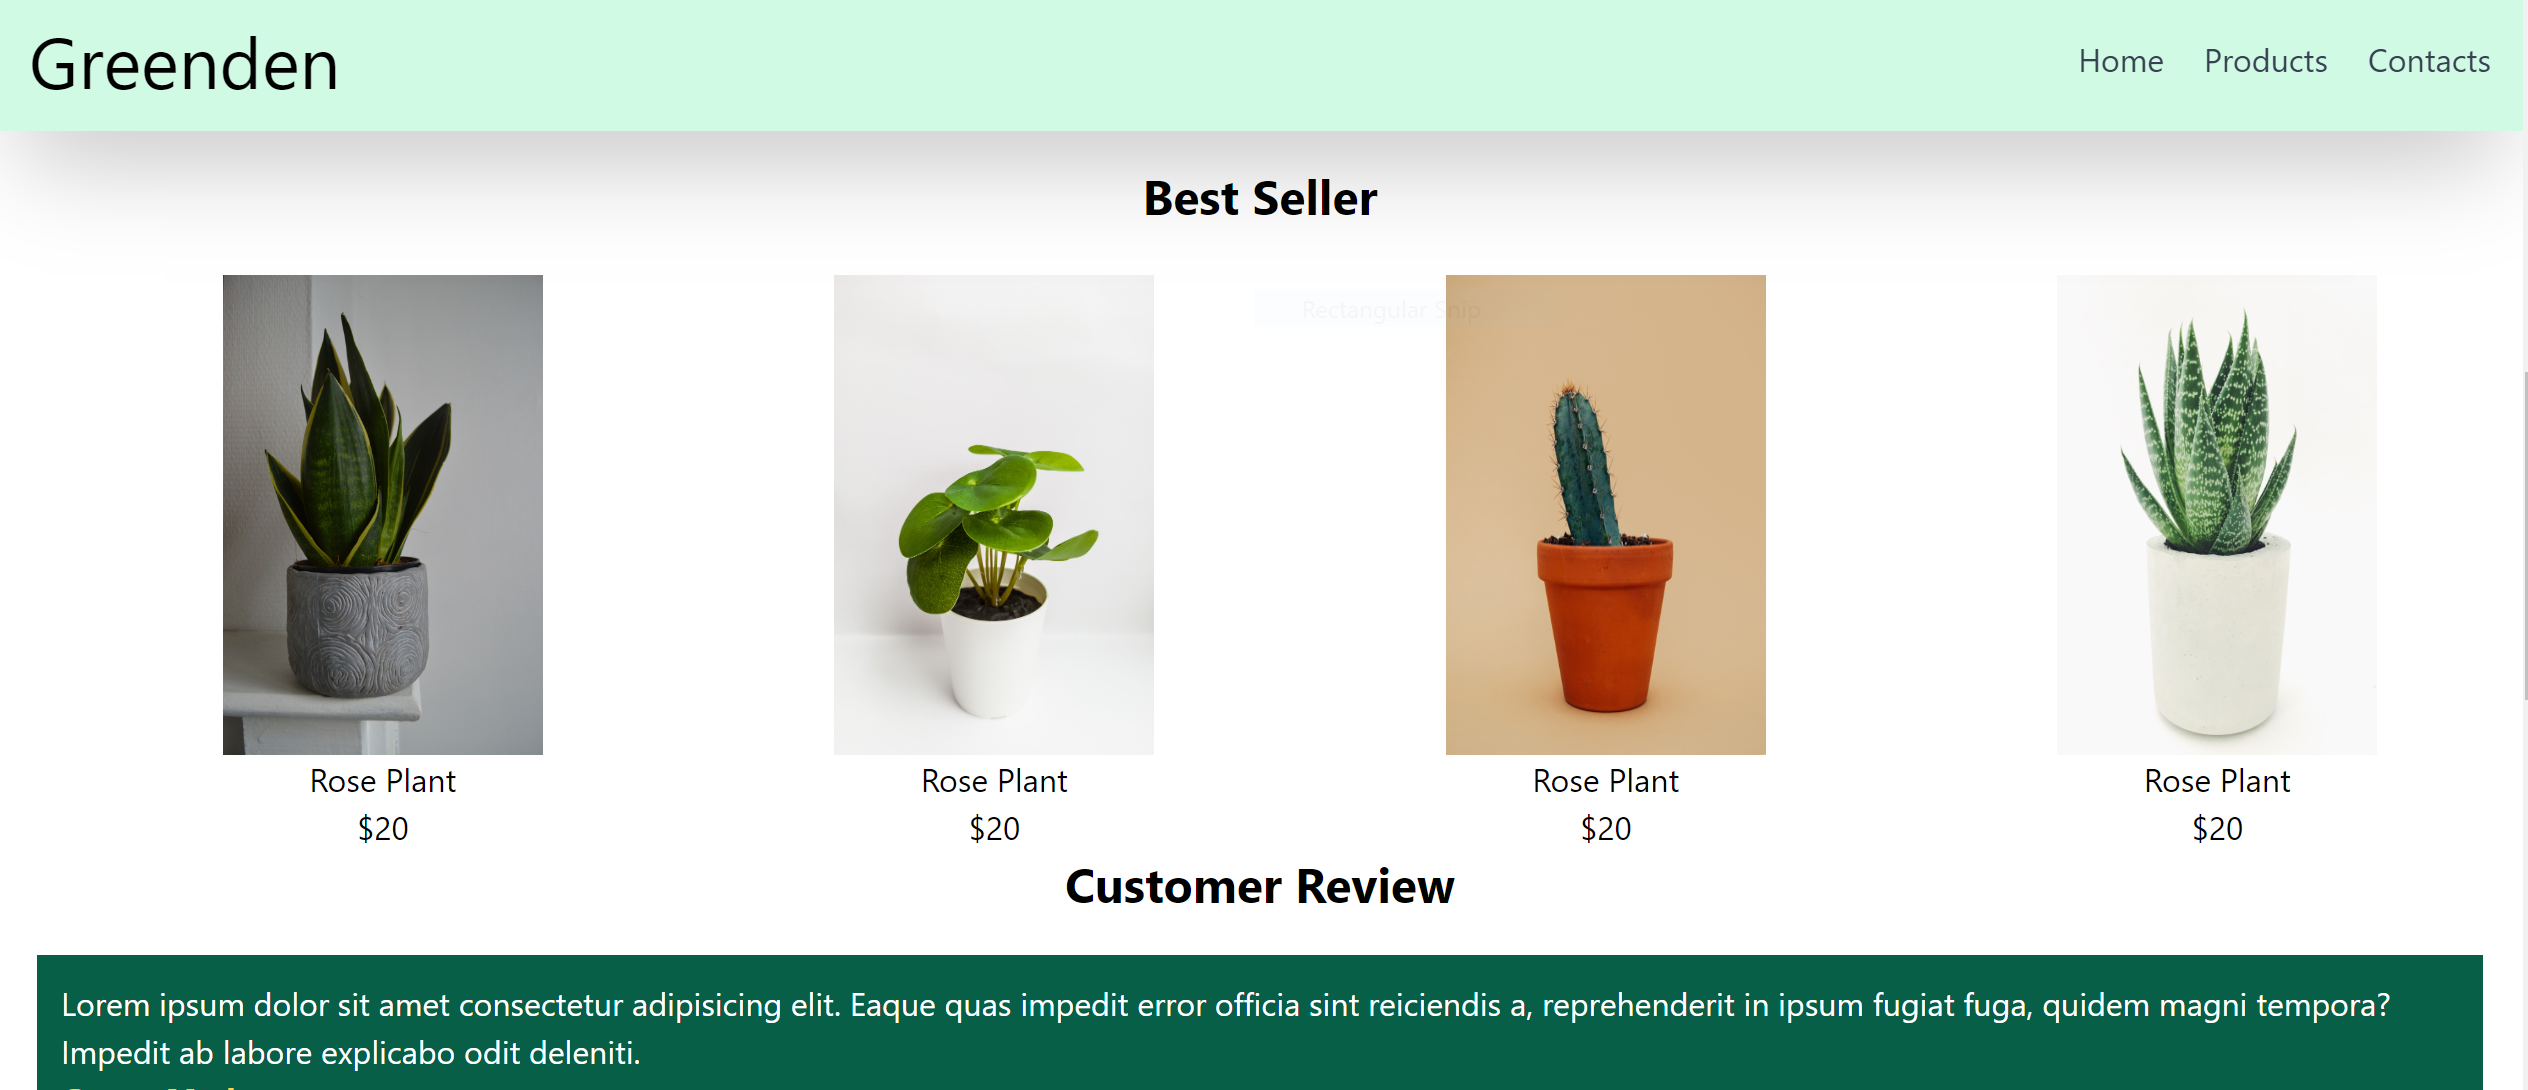 Greenden
Home Products Contacts
Best Seller
Rectangular Snip
Rose Plant
Rose Plant
Rose Plant
Rose Plant
$20
$20
$20
$20
Customer Review
Lorem ipsum dolor sit amet consectetur adipisicing elit. Eaque quas impedit error officia sint reiciendis a, reprehenderit in ipsum fugiat fuga, quidem magni tempora?
Impedit ab labore explicabo odit deleniti.